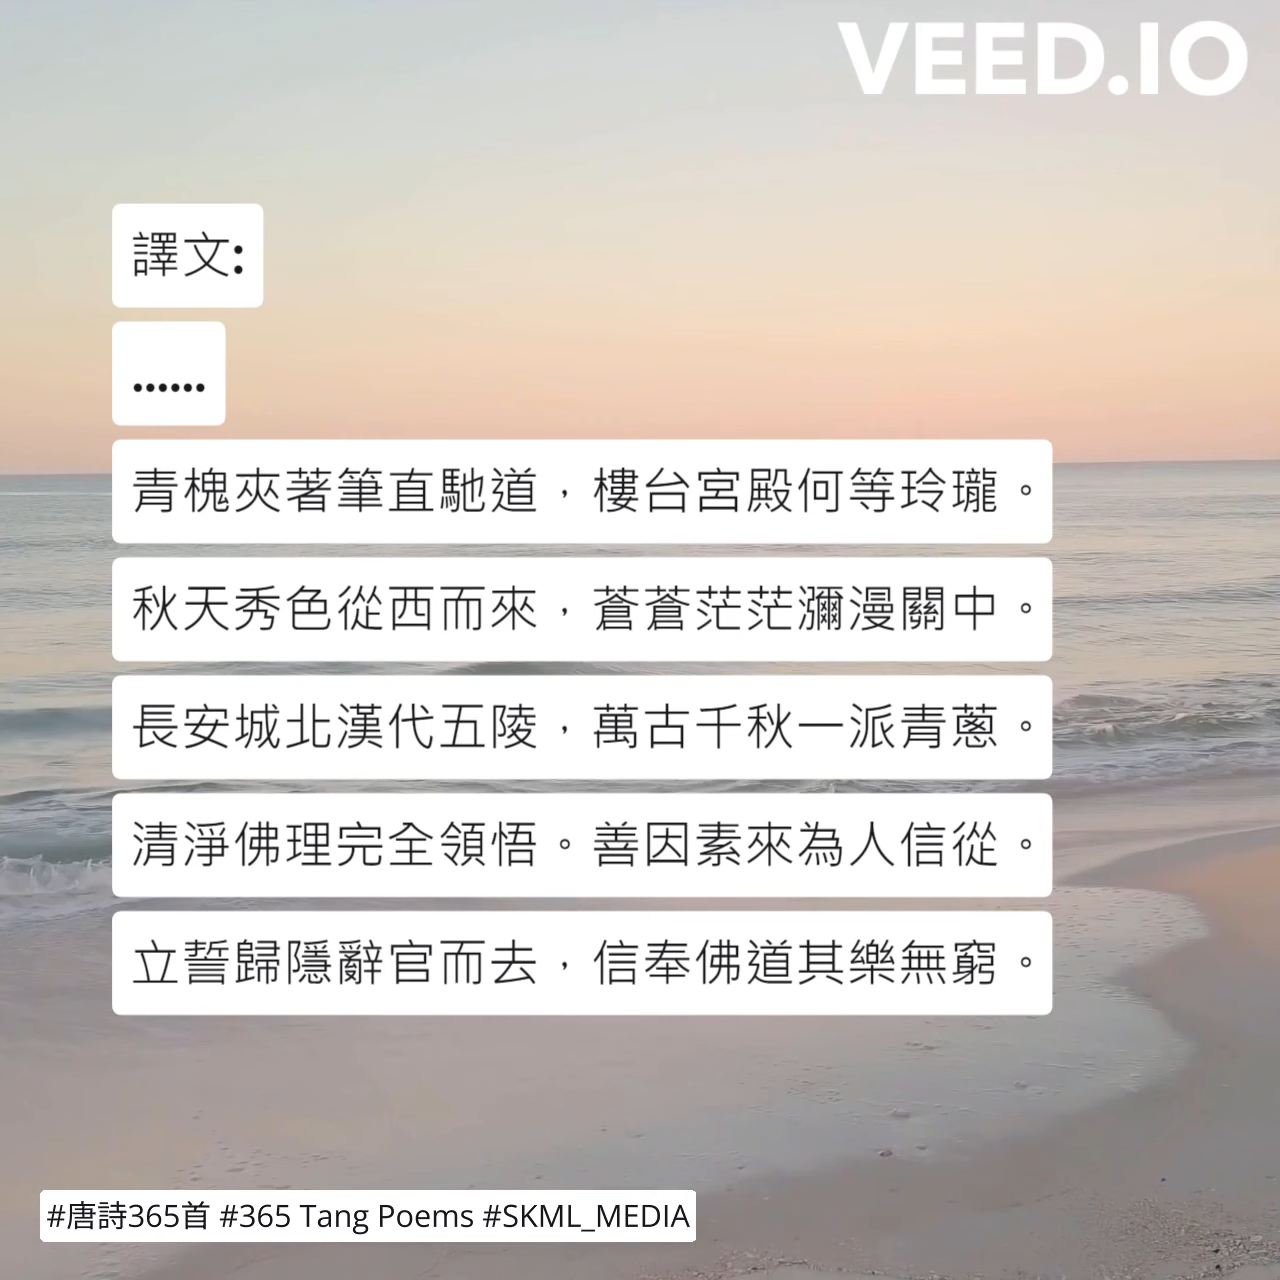 VEED.IO
譯文:
......
青槐夾著筆直馳道，樓台宮殿何等玲瓏。
秋天秀色從西而來，蒼蒼茫茫瀰漫關中。
長安城北漢代五陵，萬古千秋一派青蔥。
清淨佛理完全領悟。善因素來為人信從。
立誓歸隱辭官而去，信奉佛道其樂無窮。
#唐詩365首 #365 Tang Poems #SKML_MEDIA